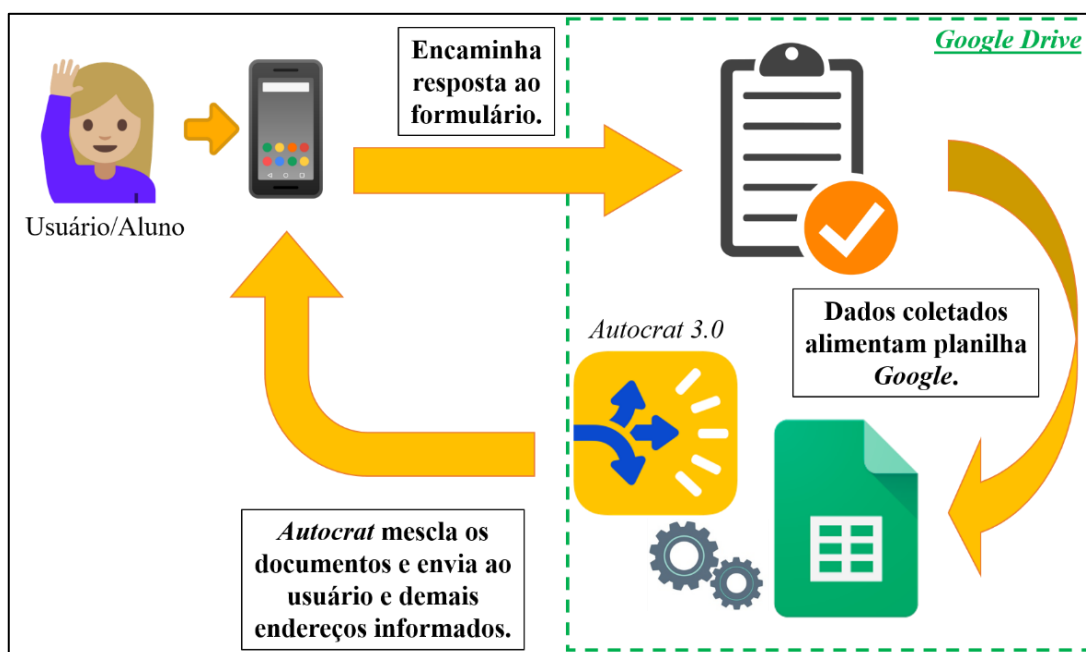 Encaminha
resposta ao
formulário.
Google Drive
Usuário/Aluno
Dados coletados
alimentam planilha
Google.
Autocrat 3.0
Autocrat mescla os
documentos e envia ao
usuário e demais
endereços informados.